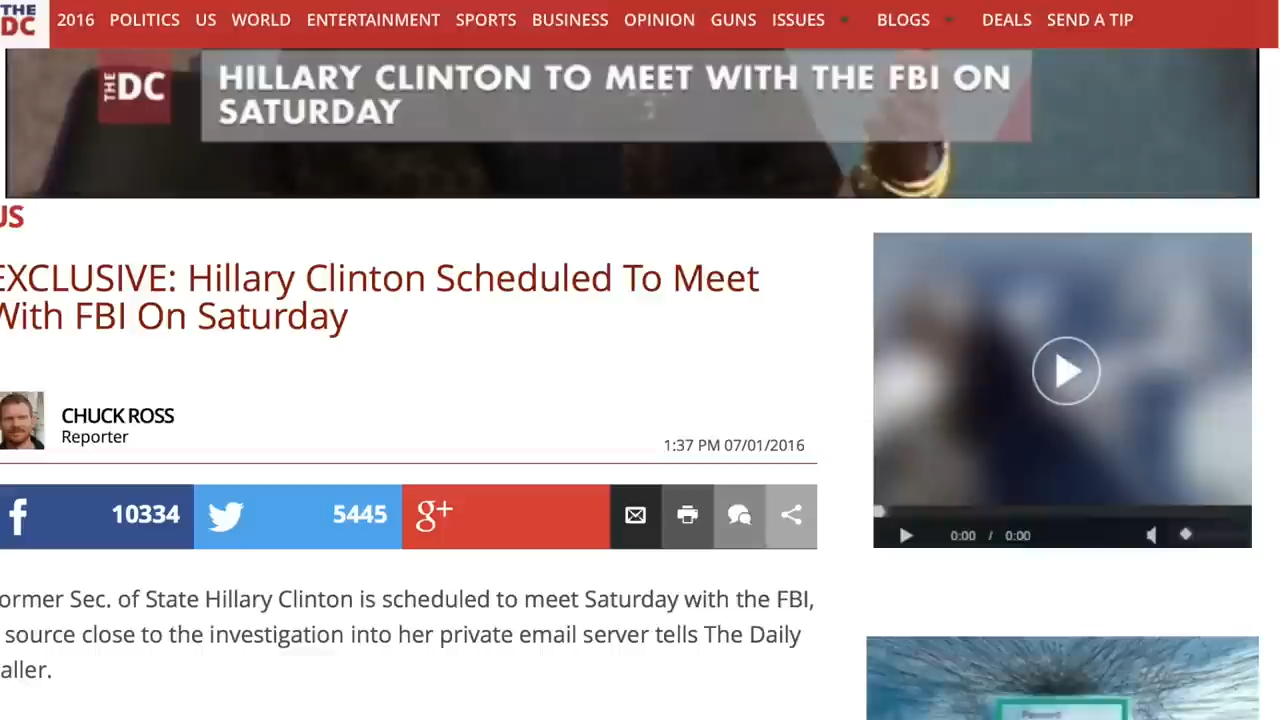 THE
DC
2016 POLITICS US WORLD ENTERTAINMENT SPORTS BUSINESS OPINION GUNS ISSUES BLOGS DEALS SEND A TIP
THE DC
HILLARY CLINTON TO MEET WITH THE FBI ON
SATURDAY
US
EXCLUSIVE: Hillary Clinton Scheduled To Meet
With FBI On Saturday
CHUCK ROSS
Reporter
1:37 PM 07/01/2016
f 10334 5445 g+
ormer Sec. of State Hillary Clinton is scheduled to meet Saturday with the FBI,
source close to the investigation into her private email server tells The Daily
aller.
0:00 / 0:00